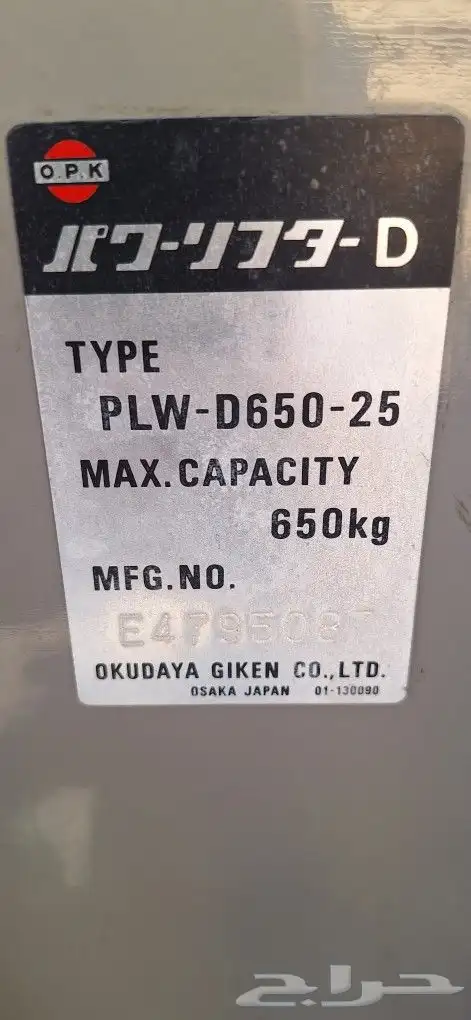 O.P.K
パワーリフターD
TYPE
PLW-D650-25
MAX.CAPACITY
650kg
MFG.NO.
OKUDAYA GIKEN CO.,LTD.
OSAKA JAPAN 01-130090
حراج